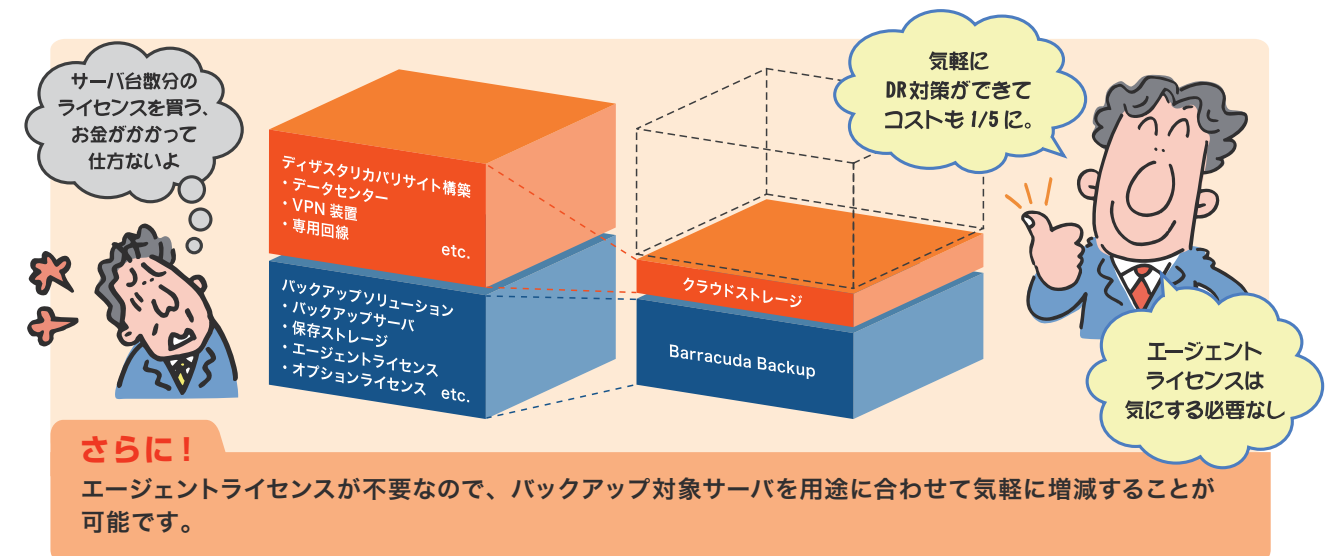 サーバ台数分の
ライセンスを買う、
お金がかかって
仕方ないよ
ディザスタリカバリサイト構築
・データセンター
・VPN 装置
・専用回線
etc.
バックアップソリューション
・バックアップサーバ
・保存ストレージ
・エージェントライセンス
・オプションライセンス etc.
気軽に
DR対策ができて
コストも 1/5 に。
クラウドストレージ
Barracuda Backup
エージェント
ライセンスは
気にする必要なし
さらに！
エージェントライセンスが不要なので、バックアップ対象サーバを用途に合わせて気軽に増減することが
可能です。